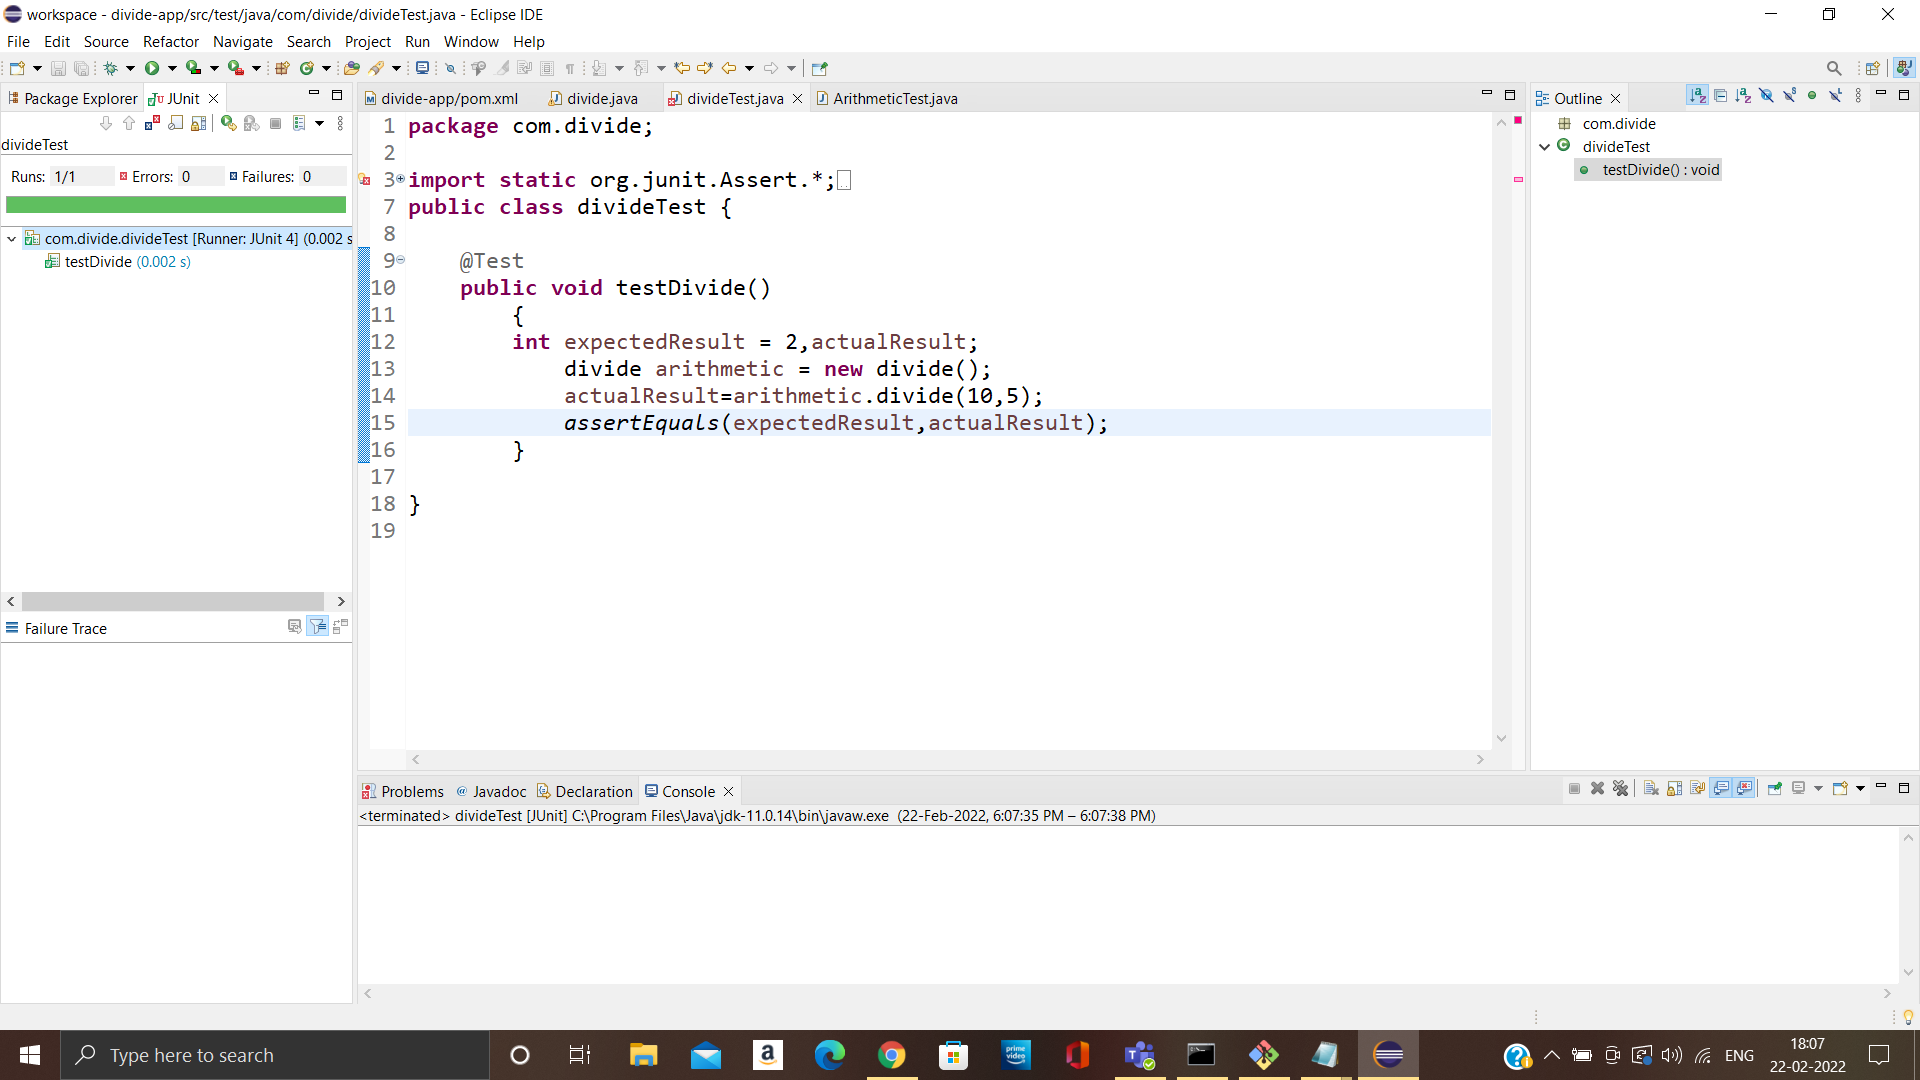 workspace - divide-app/src/test/java/com/divide/divideTest.java - Eclipse IDE
File Edit Source Refactor Navigate Search Project Run Window Help
Package Explorer JUnit
divideTest
Runs: 1/1 Errors: 0 Failures: 0
com.divide.divideTest [Runner: JUnit 4] (0.002 s
testDivide (0.002 s)
Failure Trace
divide-app/pom.xml divide.java divideTest.java ArithmeticTest.java
1 package com.divide;
2
3 import static org.junit.Assert.*;
7 public class divideTest {
8
9 @Test
10 public void testDivide()
11 {
12 int expectedResult = 2,actualResult;
13 divide arithmetic = new divide();
14 actualResult=arithmetic.divide(10,5);
15 assertEquals(expectedResult,actualResult);
16 }
17
18 }
19
Outline
com.divide
divideTest
testDivide() : void
Problems @ Javadoc Declaration Console
<terminated> divideTest [JUnit] C:\Program Files\Java\jdk-11.0.14\bin\javaw.exe (22-Feb-2022, 6:07:35 PM – 6:07:38 PM)
Type here to search
prime video
ENG
18:07
22-02-2022